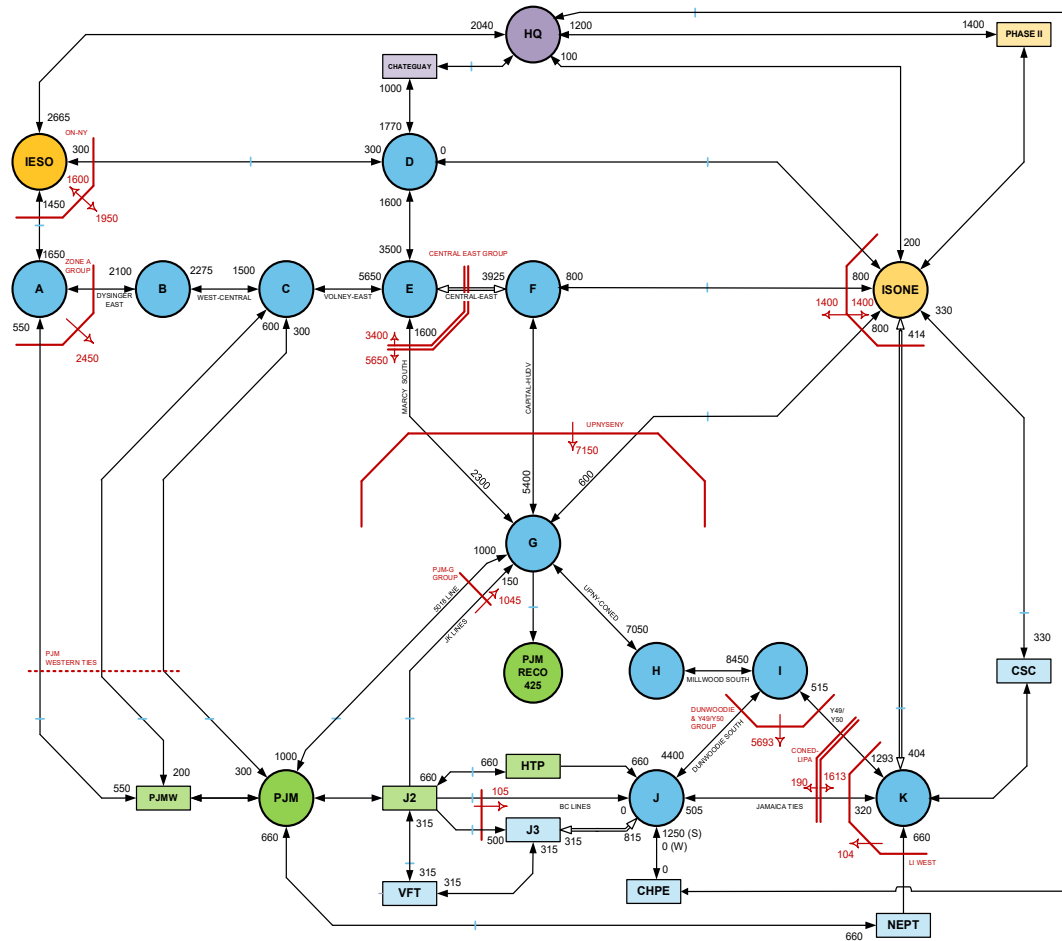 2040
HQ
1200
1400
PHASE II
CHATEGUAY
100
1000
2665
ON-NY
1770
IESO
300
300
D
0
1600
1450
1950
1600
200
1650
ZONE A
GROUP
3500
CENTRAL EAST GROUP
A
2100
B
2275
1500
C
5650
E
3925
F
800
800
ISONE
DYSINGER
EAST
WEST-CENTRAL
VOLNEY-EAST
CENTRAL-EAST
550
600
300
1400
1400
330
2450
3400
1600
800
414
5650
MARCY SOUTH
CAPITAL-HUDV
UPNYSENY
7150
2300
5400
600
G
1000
PJM-G
GROUP
150
1045
5018 LINE
JK LINES
UPNY-CONED
7050
PJM
WESTERN TIES
PJM
RECO
425
H
8450
I
MILLWOOD SOUTH
515
330
CSC
DUNWOODIE
& Y49/Y50
GROUP
DUNWOODIE SOUTH
5693
Y49/
Y50
CONED-
LIPA
1000
4400
1293
404
200
300
660
660
HTP
660
190
1613
550
PJMW
PJM
J2
105
BC LINES
0
J
505
JAMAICA TIES
320
K
315
500
J3
815
1250 (S)
0 (W)
660
660
315
315
104
LI WEST
315
VFT
315
0
CHPE
660
NEPT